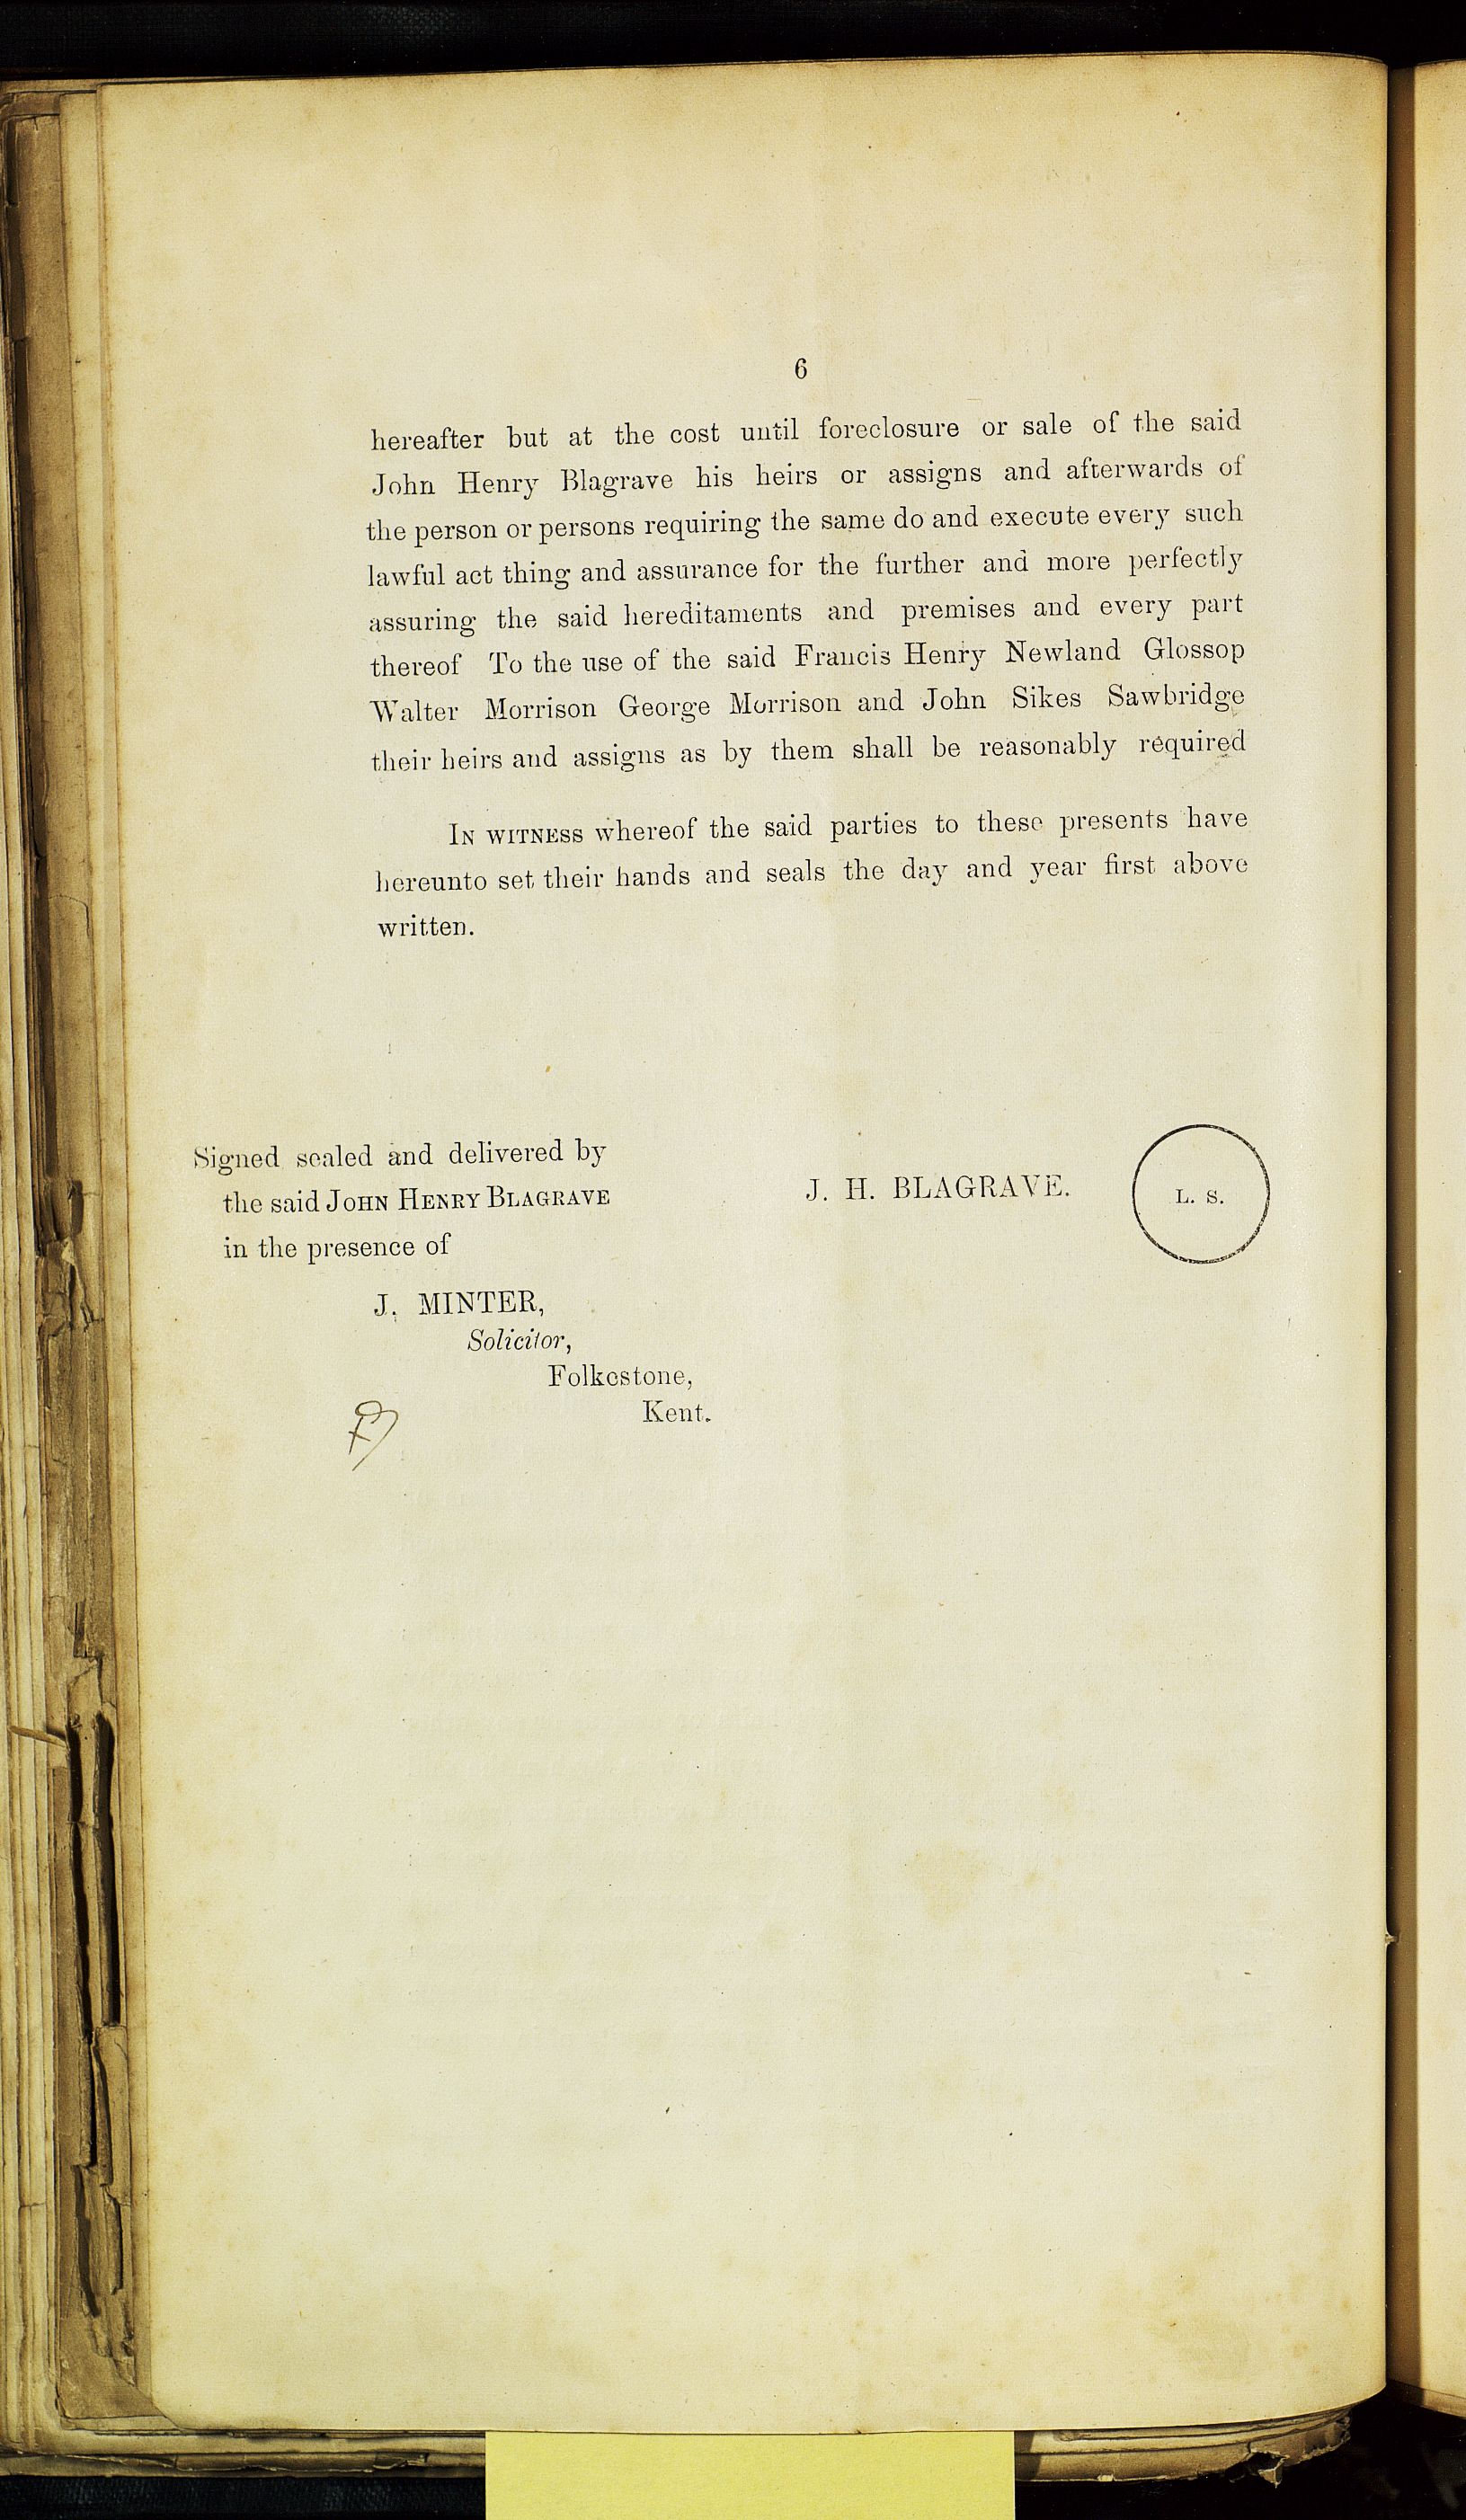 6
hereafter but at the cost until foreclosure or sale of the said
John Henry Blagrave his heirs or assigns and afterwards of
the person or persons requiring the same do and execute every such
lawful act thing and assurance for the further and more perfectly
assuring the said hereditaments and premises and every part
thereof To the use of the said Francis Henry Newland Glossop
Walter Morrison George Morrison and John Sikes Sawbridge
their heirs and assigns as by them shall be reasonably required
IN WITNESS whereof the said parties to these presents have
hereunto set their hands and seals the day and year first above
written.
Signed sealed and delivered by
the said JOHN HENRY BLAGRAVE
in the presence of
J. H. BLAGRAVE.
L. S.
J. MINTER,
Solicitor,
Folkestone,
Kent.